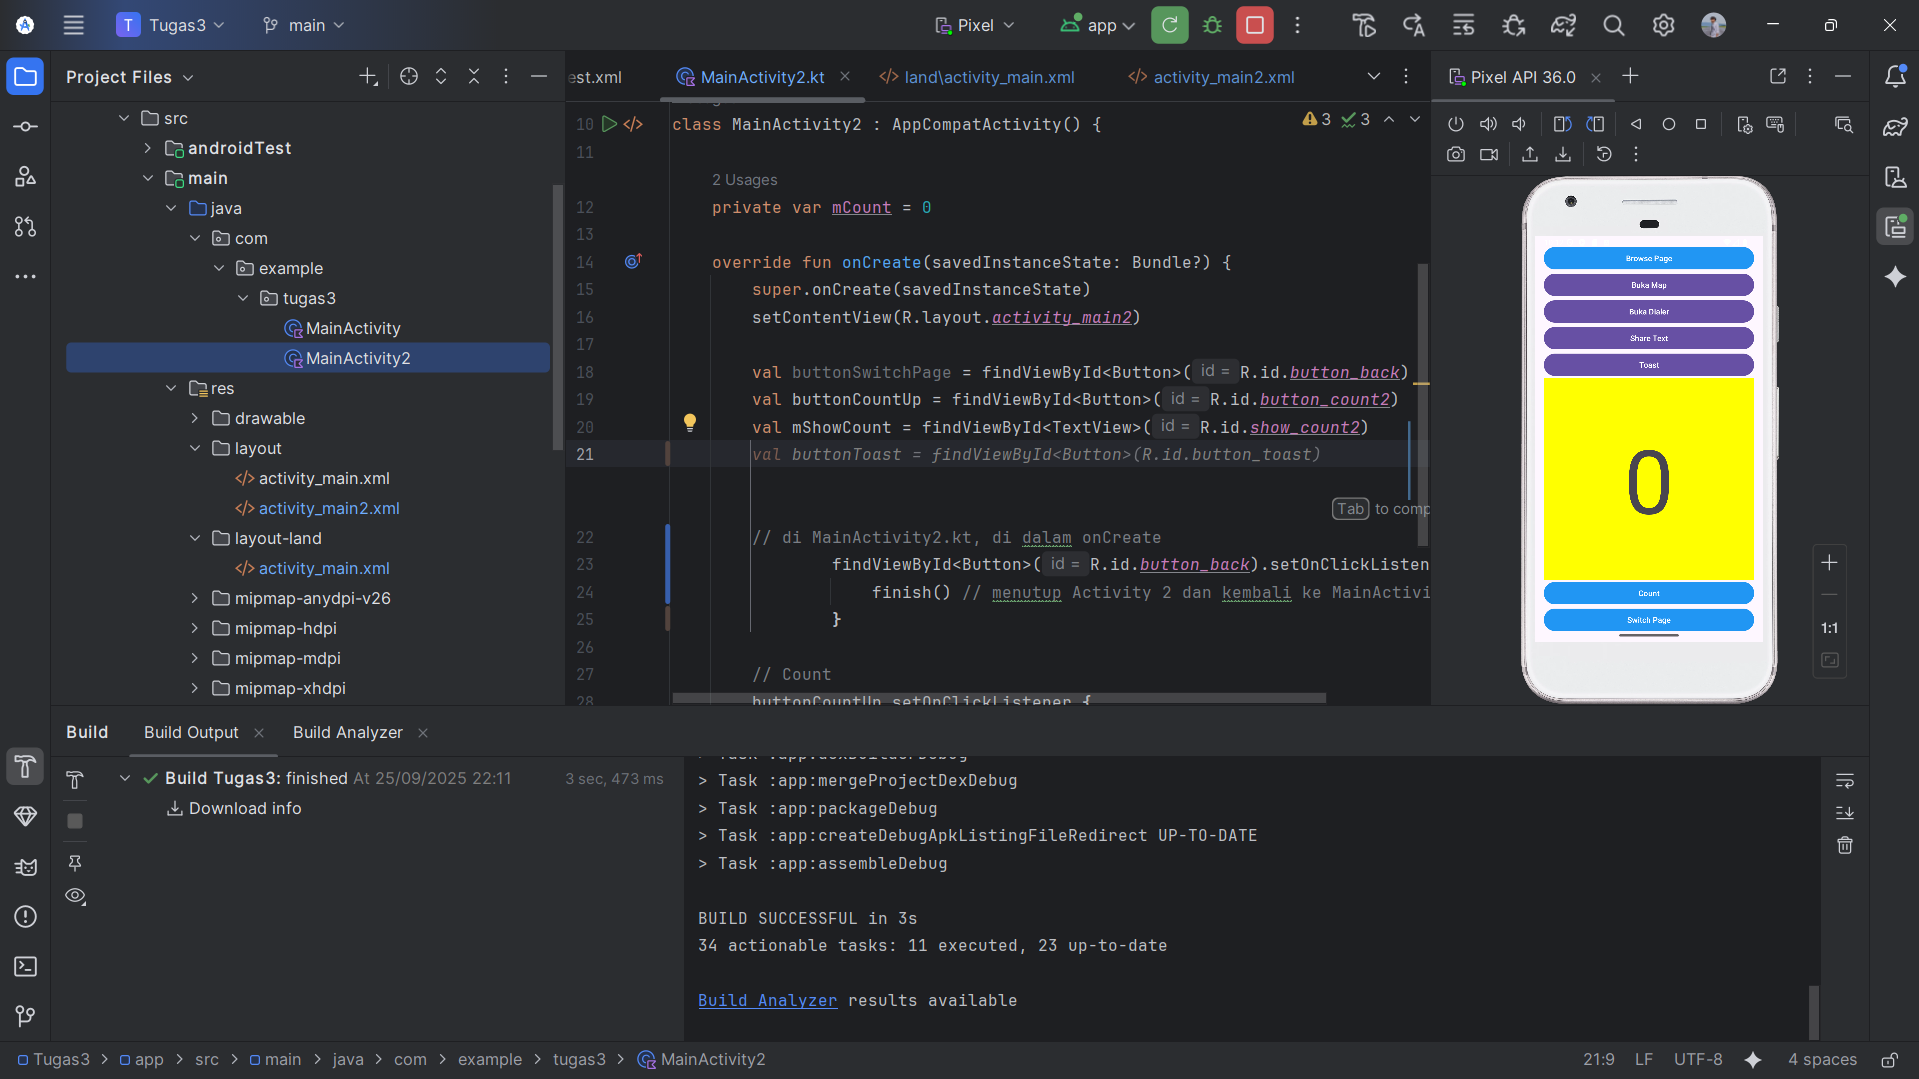 T Tugas3 main Pixel app
Project Files
src
androidTest
main
java
com
example
tugas3
MainActivity
MainActivity2
res
drawable
layout
activity_main.xml
activity_main2.xml
layout-land
activity_main.xml
mipmap-anydpi-v26
mipmap-hdpi
mipmap-mdpi
mipmap-xhdpi
est.xml MainActivity2.kt land\activity_main.xml activity_main2.xml
3 3
10 class MainActivity2 : AppCompatActivity() {
11
2 Usages
12 private var mCount = 0
13
14 override fun onCreate(savedInstanceState: Bundle?) {
15 super.onCreate(savedInstanceState)
16 setContentView(R.layout.activity_main2)
17
18 val buttonSwitchPage = findViewById<Button>( id = R.id.button_back)
19 val buttonCountUp = findViewById<Button>( id = R.id.button_count2)
20 val mShowCount = findViewById<TextView>( id = R.id.show_count2)
21 val buttonToast = findViewById<Button>(R.id.button_toast)
Tab to comp
22 // di MainActivity2.kt, di dalam onCreate
23 findViewById<Button>( id = R.id.button_back).setOnClickListen
24 finish() // menutup Activity 2 dan kembali ke MainActivi
25 }
26
27 // Count
28 buttonCountUp.setOnClickListener {
Pixel API 36.0
Browse Page
Buka Map
Buka Dialer
Share Text
Toast
0
Count
Switch Page
1:1
Build Build Output Build Analyzer
Build Tugas3: finished At 25/09/2025 22:11 3 sec, 473 ms
Download info
> Task :app:dexBuilderDebug
> Task :app:mergeProjectDexDebug
> Task :app:packageDebug
> Task :app:createDebugApkListingFileRedirect UP-TO-DATE
> Task :app:assembleDebug
BUILD SUCCESSFUL in 3s
34 actionable tasks: 11 executed, 23 up-to-date
Build Analyzer results available
Tugas3 > app > src > main > java > com > example > tugas3 > MainActivity2
21:9 LF UTF-8 4 spaces